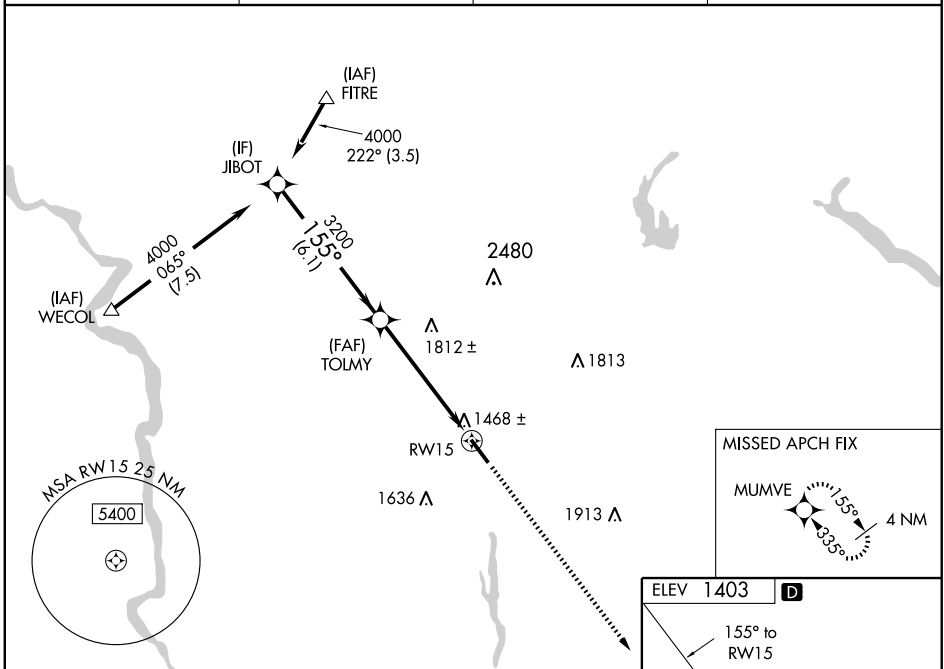 (IAF)
FITRE
4000
222° (3.5)
(IF)
JIBOT
3200
155°
(6.1)
4000
065°
(7.5)
(IAF)
WECOL
2480
(FAF)
TOLMY
1812 ±
1813
1468 ±
RW15
1636
1913
MSA RW15 25 NM
5400
MISSED APCH FIX
MUMVE
155°
4 NM
335°
ELEV 1403 D
155° to
RW15